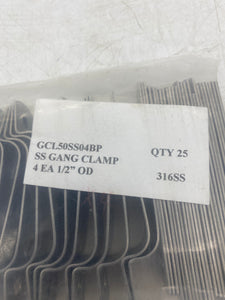 GCL50SS04BP QTY 25
SS GANG CLAMP
4 EA 1/2" OD 316SS